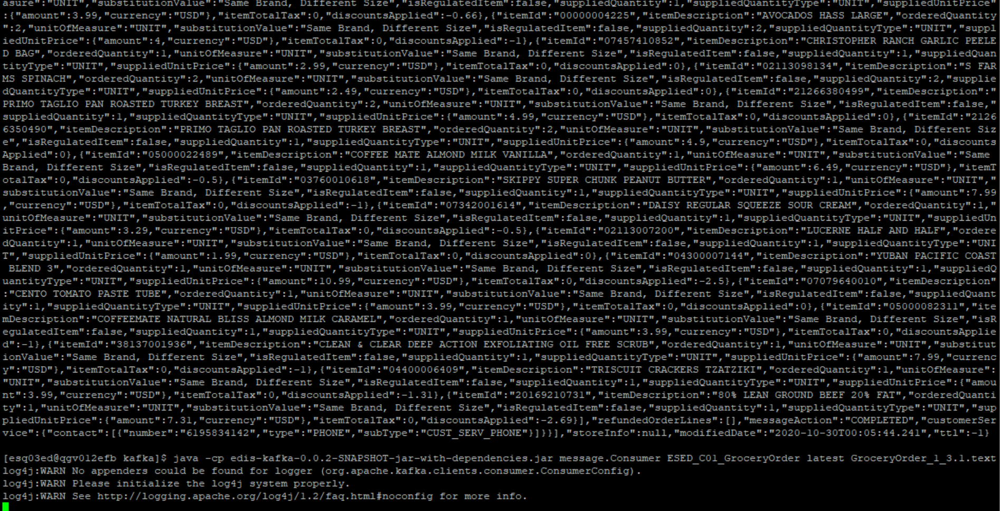 asure":"UNIT","substitutionValue":"Same Brand, Different Size","isRegulatedItem":false,"suppliedQuantity":1,"suppliedQuantityType":"UNIT","suppliedUnitPrice"
:{"amount":3.99,"currency":"USD"},"itemTotalTax":0,"discountsApplied":-0.66},{"itemId":"00000004225","itemDescription":"AVOCADOS HASS LARGE","orderedQuantity
":2,"unitOfMeasure":"UNIT","substitutionValue":"Same Brand, Different Size","isRegulatedItem":false,"suppliedQuantity":2,"suppliedQuantityType":"UNIT","suppl
iedUnitPrice":{"amount":4,"currency":"USD"},"itemTotalTax":0,"discountsApplied":-1},{"itemId":"07457410852","itemDescription":"CHRISTOPHER RANCH GARLIC PEELE
D BAG","orderedQuantity":1,"unitOfMeasure":"UNIT","substitutionValue":"Same Brand, Different Size","isRegulatedItem":false,"suppliedQuantity":1,"suppliedQuan
tityType":"UNIT","suppliedUnitPrice":{"amount":2.99,"currency":"USD"},"itemTotalTax":0,"discountsApplied":0},{"itemId":"02113098134","itemDescription":"S FAR
MS SPINACH","orderedQuantity":2,"unitOfMeasure":"UNIT","substitutionValue":"Same Brand, Different Size","isRegulatedItem":false,"suppliedQuantity":2,"supplie
dQuantityType":"UNIT","suppliedUnitPrice":{"amount":2.49,"currency":"USD"},"itemTotalTax":0,"discountsApplied":0},{"itemId":"21266380499","itemDescription":"
PRIMO TAGLIO PAN ROASTED TURKEY BREAST","orderedQuantity":2,"unitOfMeasure":"UNIT","substitutionValue":"Same Brand, Different Size","isRegulatedItem":false,"
suppliedQuantity":1,"suppliedQuantityType":"UNIT","suppliedUnitPrice":{"amount":4.99,"currency":"USD"},"itemTotalTax":0,"discountsApplied":0},{"itemId":"2126
6350490","itemDescription":"PRIMO TAGLIO PAN ROASTED TURKEY BREAST","orderedQuantity":2,"unitOfMeasure":"UNIT","substitutionValue":"Same Brand, Different Siz
e","isRegulatedItem":false,"suppliedQuantity":1,"suppliedQuantityType":"UNIT","suppliedUnitPrice":{"amount":4.9,"currency":"USD"},"itemTotalTax":0,"discounts
Applied":0},{"itemId":"05000022489","itemDescription":"COFFEE MATE ALMOND MILK VANILLA","orderedQuantity":1,"unitOfMeasure":"UNIT","substitutionValue":"Same
Brand, Different Size","isRegulatedItem":false,"suppliedQuantity":1,"suppliedQuantityType":"UNIT","suppliedUnitPrice":{"amount":6.49,"currency":"USD"},"itemT
otalTax":0,"discountsApplied":-0.5},{"itemId":"03760010618","itemDescription":"SKIPPY SUPER CHUNK PEANUT BUTTER","orderedQuantity":1,"unitOfMeasure":"UNIT","
substitutionValue":"Same Brand, Different Size","isRegulatedItem":false,"suppliedQuantity":1,"suppliedQuantityType":"UNIT","suppliedUnitPrice":{"amount":7.99
,"currency":"USD"},"itemTotalTax":0,"discountsApplied":-1},{"itemId":"07342001614","itemDescription":"DAISY REGULAR SQUEEZE SOUR CREAM","orderedQuantity":1,"
unitOfMeasure":"UNIT","substitutionValue":"Same Brand, Different Size","isRegulatedItem":false,"suppliedQuantity":1,"suppliedQuantityType":"UNIT","suppliedUn
itPrice":{"amount":3.29,"currency":"USD"},"itemTotalTax":0,"discountsApplied":-0.5},{"itemId":"02113007200","itemDescription":"LUCERNE HALF AND HALF","ordere
dQuantity":1,"unitOfMeasure":"UNIT","substitutionValue":"Same Brand, Different Size","isRegulatedItem":false,"suppliedQuantity":1,"suppliedQuantityType":"UNI
T","suppliedUnitPrice":{"amount":1.99,"currency":"USD"},"itemTotalTax":0,"discountsApplied":0},{"itemId":"04300007144","itemDescription":"YUBAN PACIFIC COAST
 BLEND 3","orderedQuantity":1,"unitOfMeasure":"UNIT","substitutionValue":"Same Brand, Different Size","isRegulatedItem":false,"suppliedQuantity":1,"suppliedQ
uantityType":"UNIT","suppliedUnitPrice":{"amount":10.99,"currency":"USD"},"itemTotalTax":0,"discountsApplied":-2.5},{"itemId":"07079640010","itemDescription"
:"CENTO TOMATO PASTE TUBE","orderedQuantity":1,"unitOfMeasure":"UNIT","substitutionValue":"Same Brand, Different Size","isRegulatedItem":false,"suppliedQuant
ity":1,"suppliedQuantityType":"UNIT","suppliedUnitPrice":{"amount":3.99,"currency":"USD"},"itemTotalTax":0,"discountsApplied":0},{"itemId":"05000082311","ite
mDescription":"COFFEEMATE NATURAL BLISS ALMOND MILK CARAMEL","orderedQuantity":1,"unitOfMeasure":"UNIT","substitutionValue":"Same Brand, Different Size","isR
egulatedItem":false,"suppliedQuantity":1,"suppliedQuantityType":"UNIT","suppliedUnitPrice":{"amount":3.99,"currency":"USD"},"itemTotalTax":0,"discountsApplie
d":-1},{"itemId":"38137001936","itemDescription":"CLEAN & CLEAR DEEP ACTION EXFOLIATING OIL FREE SCRUB","orderedQuantity":1,"unitOfMeasure":"UNIT","substitut
ionValue":"Same Brand, Different Size","isRegulatedItem":false,"suppliedQuantity":1,"suppliedQuantityType":"UNIT","suppliedUnitPrice":{"amount":7.99,"currenc
y":"USD"},"itemTotalTax":0,"discountsApplied":-1},{"itemId":"04400006409","itemDescription":"TRISCUIT CRACKERS TZATZIKI","orderedQuantity":1,"unitOfMeasure":
"UNIT","substitutionValue":"Same Brand, Different Size","isRegulatedItem":false,"suppliedQuantity":1,"suppliedQuantityType":"UNIT","suppliedUnitPrice":{"amou
nt":3.99,"currency":"USD"},"itemTotalTax":0,"discountsApplied":-1.31},{"itemId":"20169210731","itemDescription":"80% LEAN GROUND BEEF 20% FAT","orderedQuanti
ty":1,"unitOfMeasure":"UNIT","substitutionValue":"Same Brand, Different Size","isRegulatedItem":false,"suppliedQuantity":1,"suppliedQuantityType":"UNIT","sup
pliedUnitPrice":{"amount":7.31,"currency":"USD"},"itemTotalTax":0,"discountsApplied":-2.69}],"refundedOrderLines":[],"messageAction":"COMPLETED","customerSer
vice":{"contact":[{"number":"6195834142","type":"PHONE","subType":"CUST_SERV_PHONE"}]}}],"storeInfo":null,"modifiedDate":"2020-10-30T00:05:44.241","ttl":-1}
[esq03ed@qgv012efb kafka]$ java -cp edis-kafka-0.0.2-SNAPSHOT-jar-with-dependencies.jar message.Consumer ESED_C01_GroceryOrder latest GroceryOrder_1_3.1.text
log4j:WARN No appenders could be found for logger (org.apache.kafka.clients.consumer.ConsumerConfig).
log4j:WARN Please initialize the log4j system properly.
log4j:WARN See http://logging.apache.org/log4j/1.2/faq.html#noconfig for more info.